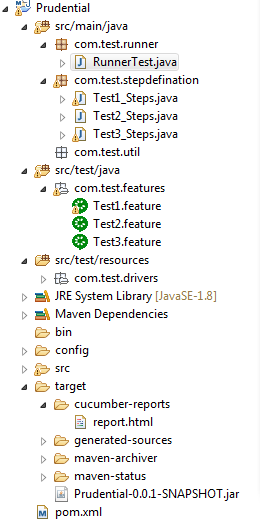 Prudential
src/main/java
com.test.runner
RunnerTest.java
com.test.stepdefination
Test1_Steps.java
Test2_Steps.java
Test3_Steps.java
com.test.util
src/test/java
com.test.features
Test1.feature
Test2.feature
Test3.feature
src/test/resources
com.test.drivers
JRE System Library [JavaSE-1.8]
Maven Dependencies
bin
config
src
target
cucumber-reports
report.html
generated-sources
maven-archiver
maven-status
Prudential-0.0.1-SNAPSHOT.jar
pom.xml